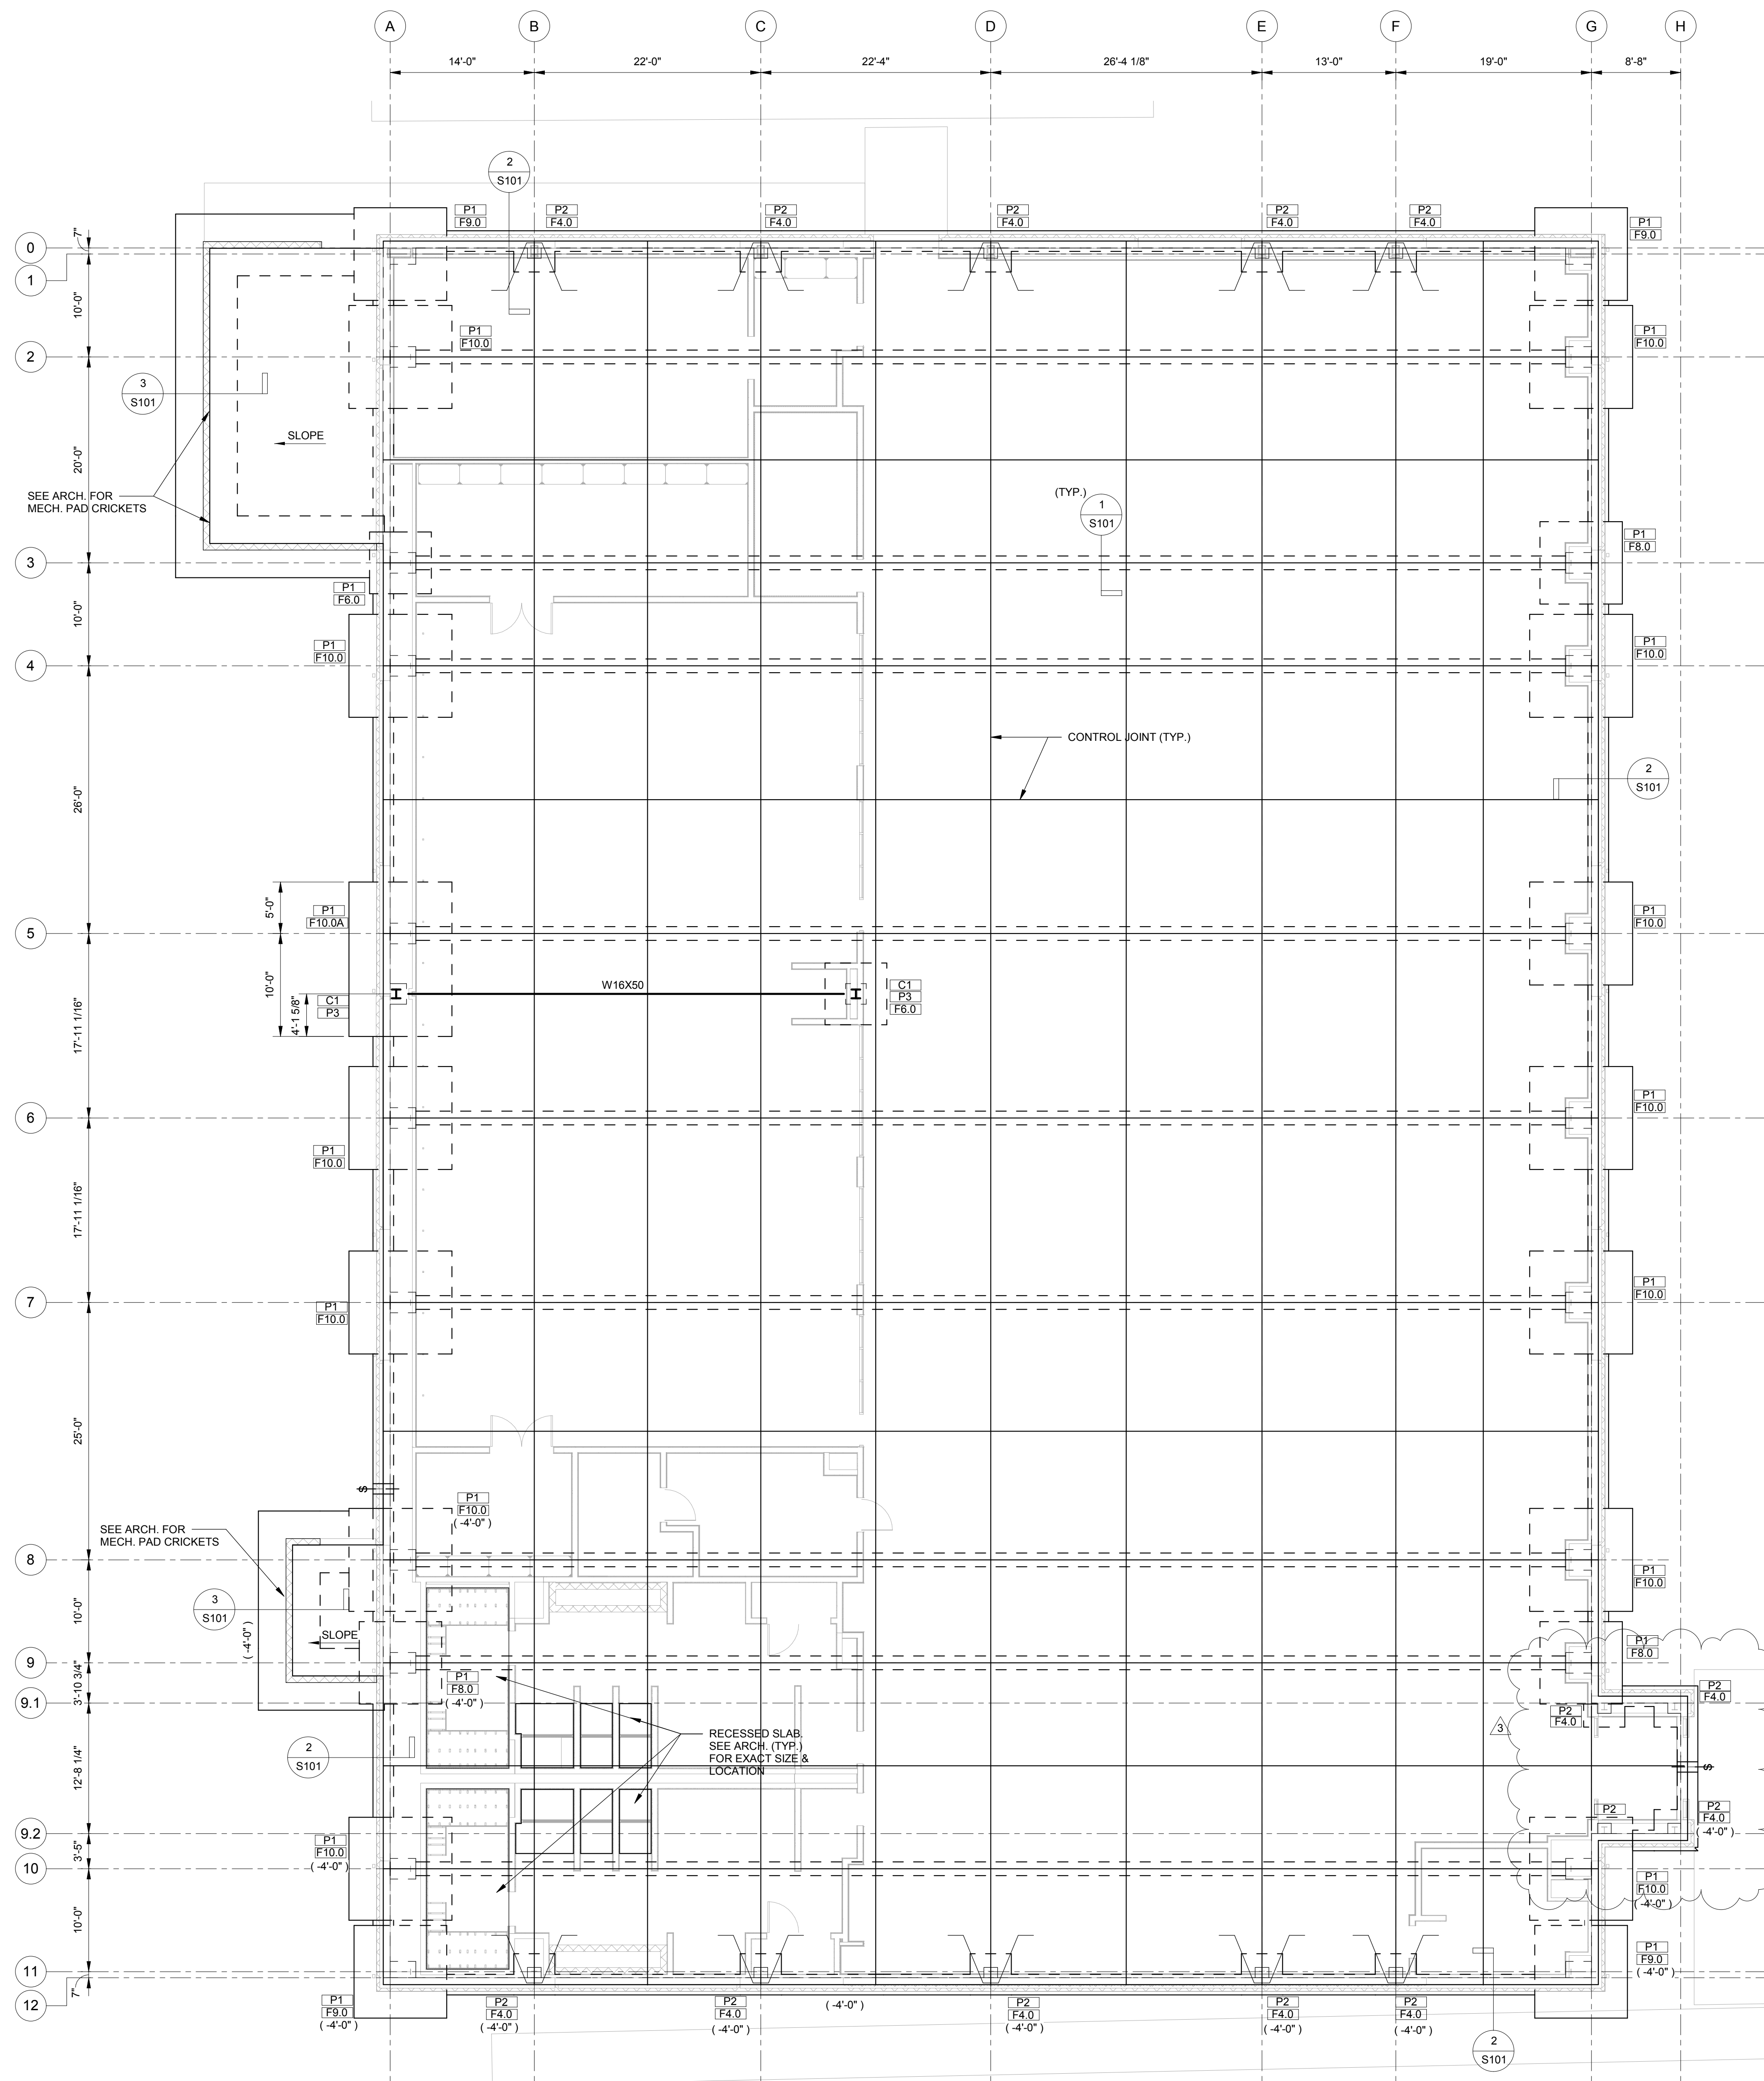 A
B
C
D
E
F
G
H
14'-0"
22'-0"
22'-4"
26'-4 1/8"
13'-0"
19'-0"
8'-8"
2
S101
P1
F9.0
P2
F4.0
P2
F4.0
P2
F4.0
P2
F4.0
P2
F4.0
P1
F9.0
0
7"
1
10'-0"
P1
F10.0
P1
F10.0
2
3
S101
SLOPE
20'-0"
SEE ARCH. FOR
MECH. PAD CRICKETS
(TYP.)
1
S101
P1
F8.0
3
P1
F6.0
10'-0"
P1
F10.0
P1
F10.0
4
CONTROL JOINT (TYP.)
2
S101
26'-0"
5'-0"
P1
F10.0A
P1
F10.0
5
10'-0"
4'-1 5/8"
C1
P3
W16X50
C1
P3
F6.0
17'-11 1/16"
P1
F10.0
6
P1
F10.0
17'-11 1/16"
P1
F10.0
7
P1
F10.0
25'-0"
S
P1
F10.0
( -4'-0" )
SEE ARCH. FOR
MECH. PAD CRICKETS
8
P1
F10.0
3
S101
10'-0"
SLOPE
( -4'-0" )
P1
F8.0
9
P1
F8.0
( -4'-0" )
3'-10 3/4"
9.1
P2
F4.0
P2
F4.0
3
RECESSED SLAB.
SEE ARCH. (TYP.)
FOR EXACT SIZE &
LOCATION
2
S101
12'-8 1/4"
S
P2
P2
F4.0
( -4'-0" )
9.2
P1
F10.0
( -4'-0" )
3'-5"
10
P1
F10.0
( -4'-0" )
10'-0"
P1
F9.0
( -4'-0" )
11
7"
12
P1
F9.0
( -4'-0" )
P2
F4.0
( -4'-0" )
P2
F4.0
( -4'-0" )
( -4'-0" )
P2
F4.0
( -4'-0" )
P2
F4.0
( -4'-0" )
P2
F4.0
( -4'-0" )
2
S101